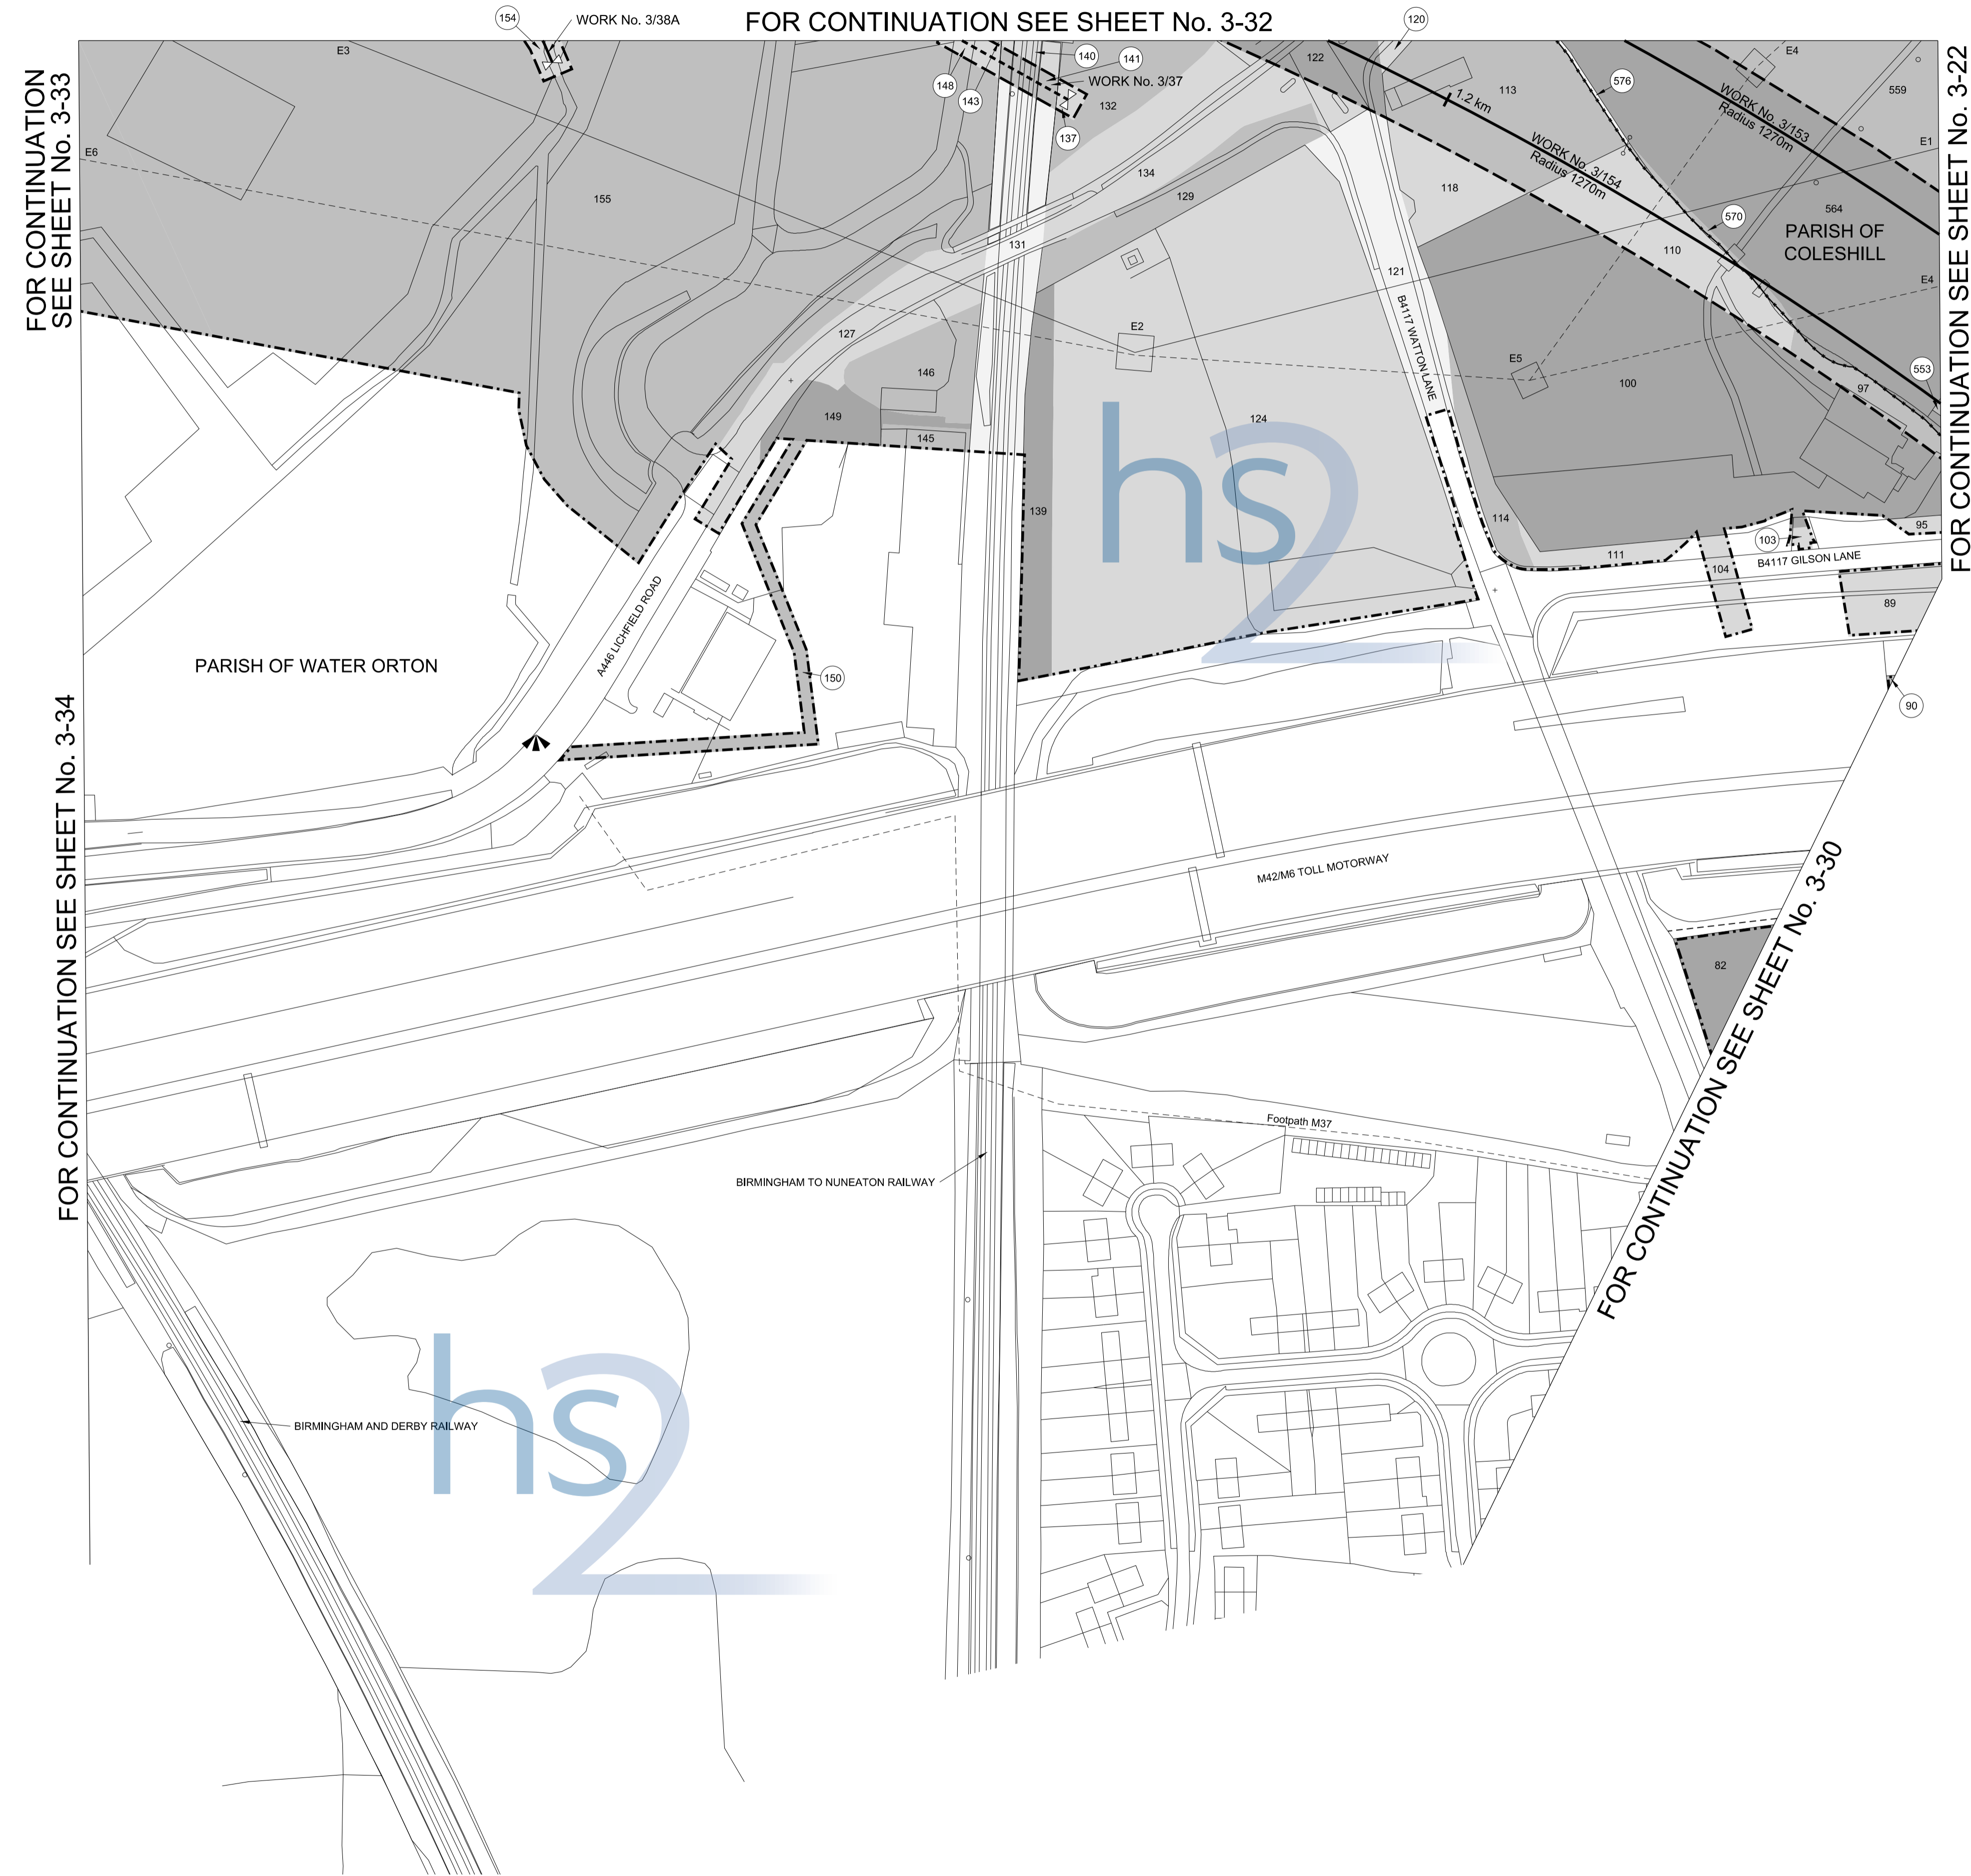 FOR CONTINUATION SEE SHEET No. 3-32
154
WORK No. 3/38A
120
E3
140
141
WORK No. 3/37
148
143
132
137
122
113
1.2 km
576
E4
559
WORK No. 3/153
Radius 1270m
E1
WORK No. 3/154
Radius 1270m
FOR CONTINUATION
SEE SHEET No. 3-33
FOR CONTINUATION SEE SHEET No. 3-22
E6
155
134
129
118
570
564
PARISH OF
COLESHILL
110
131
121
E4
B4117 WATTON LANE
127
E2
E5
146
100
553
97
149
124
145
hs2
139
114
95
103
111
104
B4117 GILSON LANE
89
A446 LICHFIELD ROAD
PARISH OF WATER ORTON
150
90
FOR CONTINUATION SEE SHEET No. 3-34
M42/M6 TOLL MOTORWAY
82
FOR CONTINUATION SEE SHEET No. 3-30
Footpath M37
BIRMINGHAM TO NUNEATON RAILWAY
BIRMINGHAM AND DERBY RAILWAY
hs2